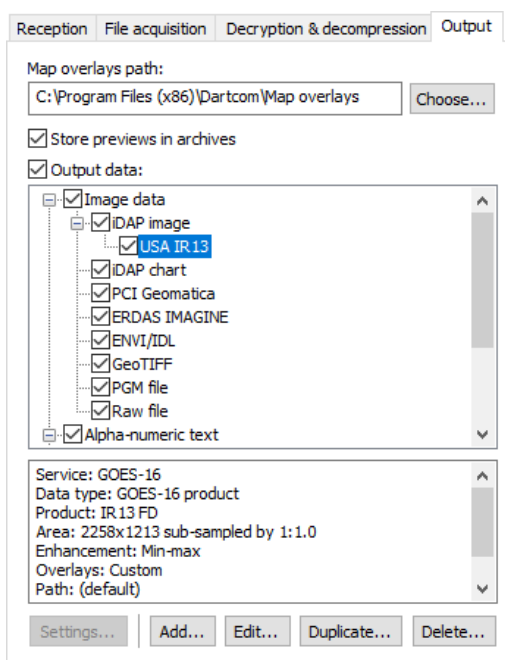 Reception File acquisition Decryption & decompression Output
Map overlays path:
C:\Program Files (x86)\Dartcom\Map overlays Choose...
Store previews in archives
Output data:
Image data
iDAP image
USA IR13
iDAP chart
PCI Geomatica
ERDAS IMAGINE
ENVI/IDL
GeoTIFF
PGM file
Raw file
Alpha-numeric text
Service: GOES-16
Data type: GOES-16 product
Product: IR13 FD
Area: 2258x1213 sub-sampled by 1:1.0
Enhancement: Min-max
Overlays: Custom
Path: (default)
Settings... Add... Edit... Duplicate... Delete...